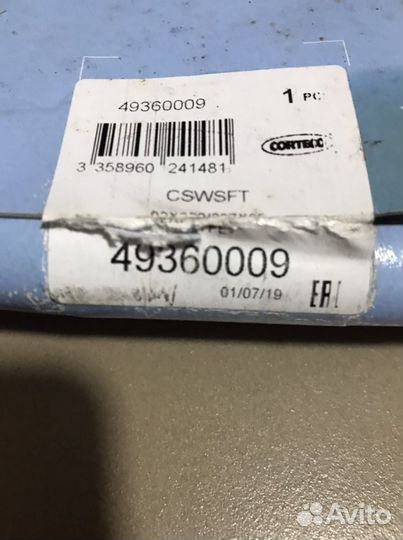 49360009
1 PC
CORTECO
3 358960 241481
CSWSFT
49360009
01/07/19
EAC
Avito